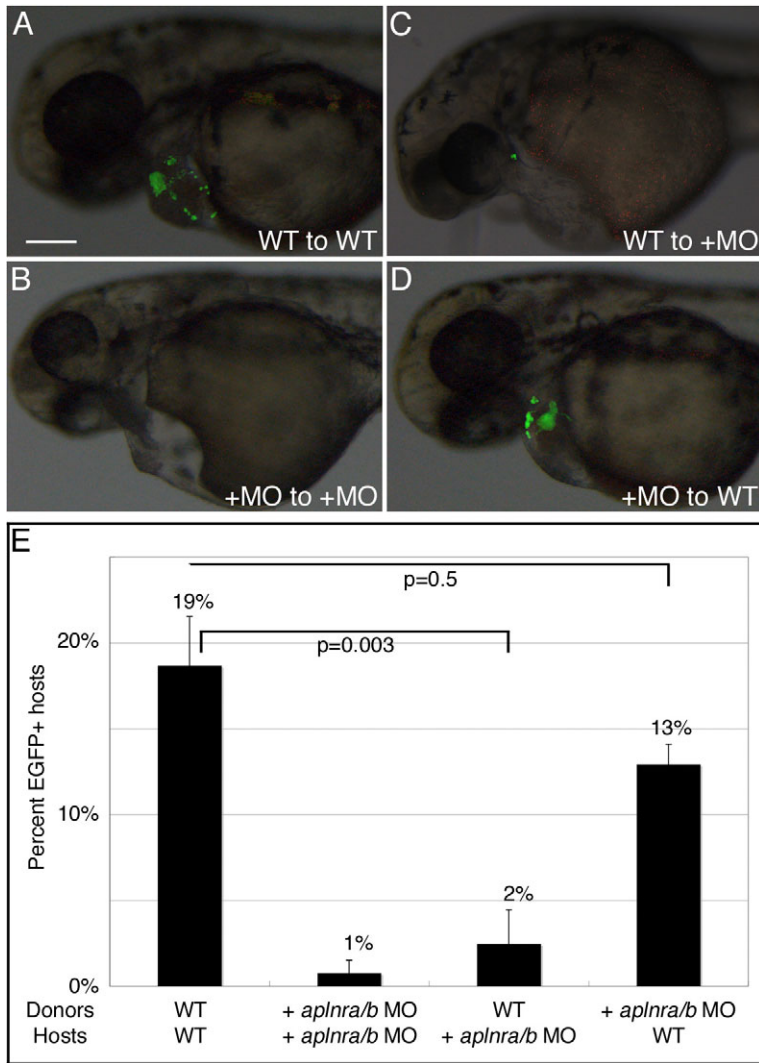 A
WT to WT
C
WT to +MO
B
+MO to +MO
D
+MO to WT
E
p=0.5
19%
p=0.003
20%
13%
Percent EGFP+ hosts
10%
2%
1%
0%
Donors WT + aplnra/b MO WT + aplnra/b MO
Hosts WT + aplnra/b MO + aplnra/b MO WT